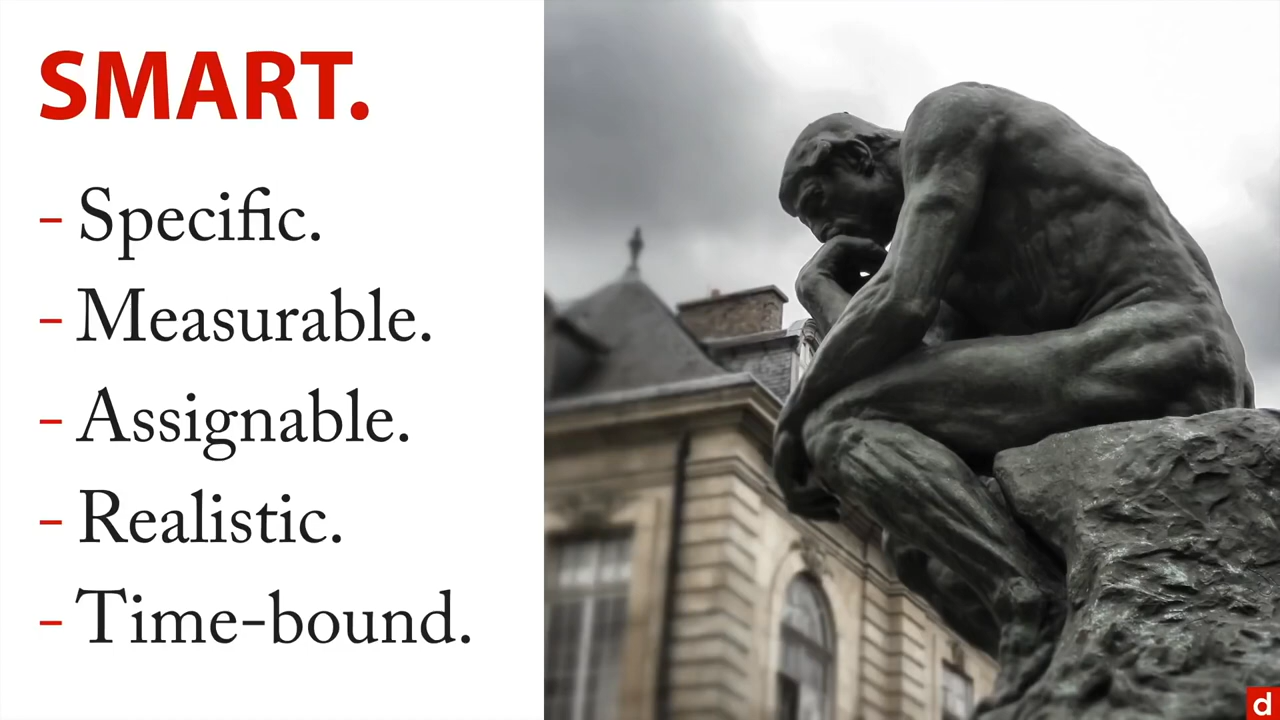 SMART.
- Specific.
- Measurable.
- Assignable.
- Realistic.
- Time-bound.
d